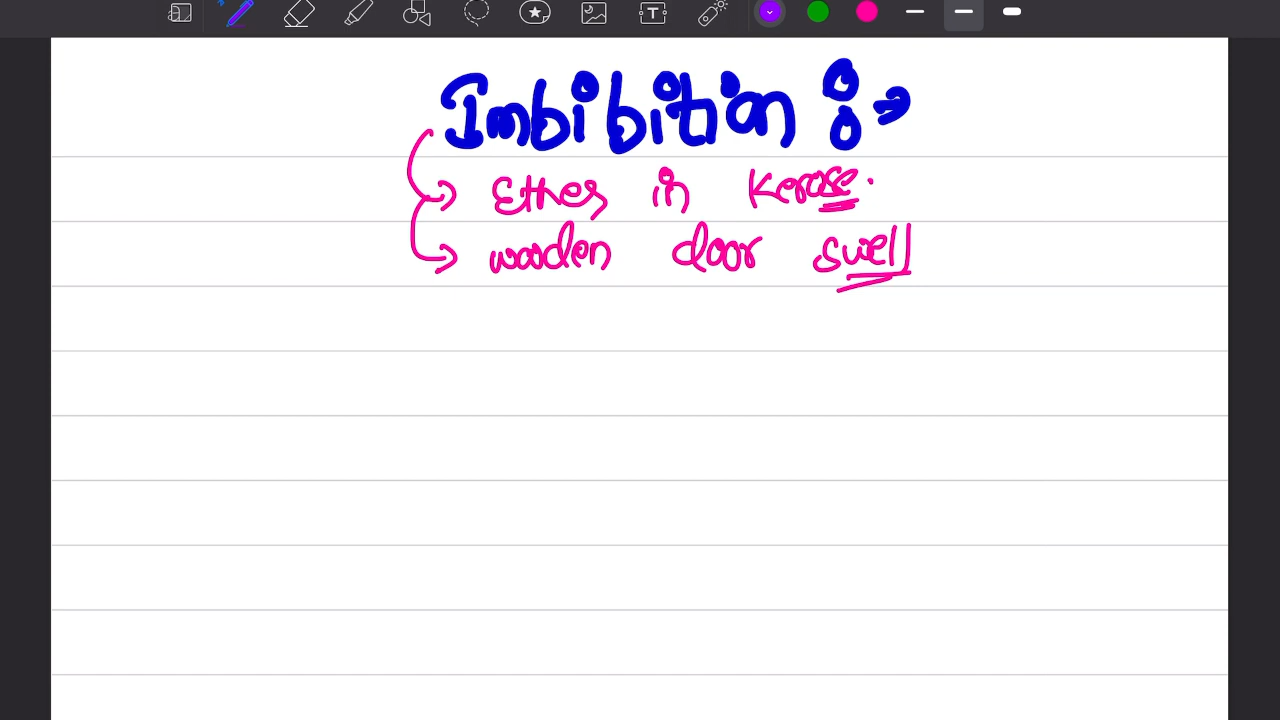 Imbibition :→
→ Ether in Kerose.
→ wooden door swell